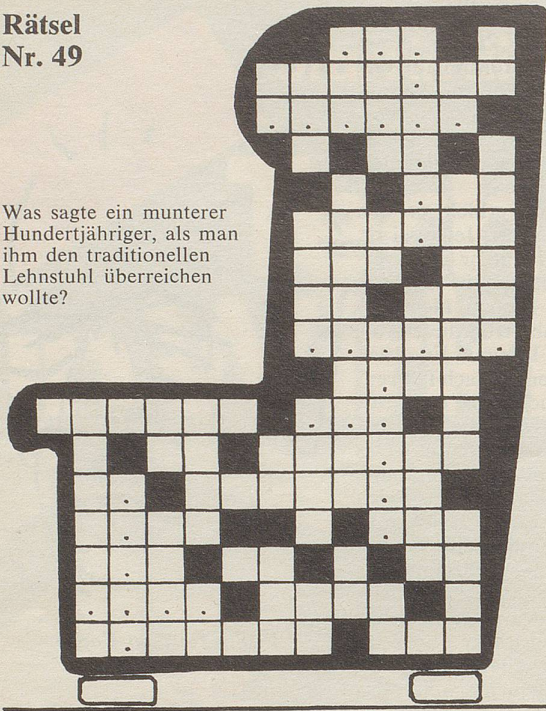 Rätsel
Nr. 49
Was sagte ein munterer
Hundertjähriger, als man
ihm den traditionellen
Lehnstuhl überreichen
wollte?